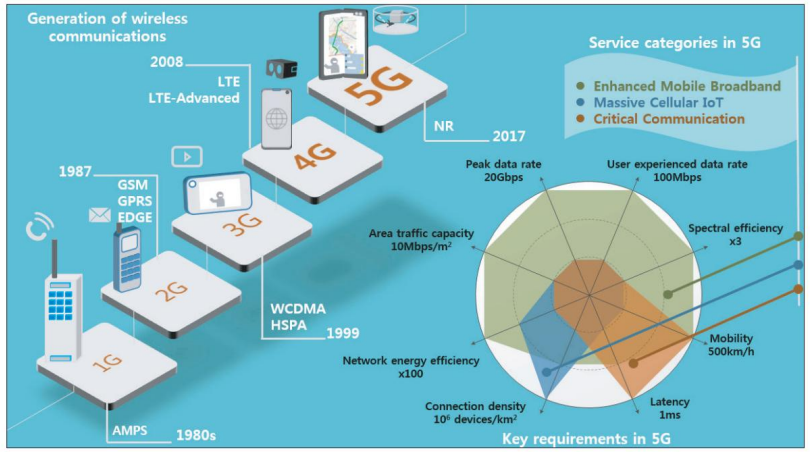 Generation of wireless
communications
2008
LTE
LTE-Advanced
5G
NR
2017
4G
1987
GSM
GPRS
EDGE
3G
WCDMA
HSPA
1999
2G
1G
AMPS
1980s
Service categories in 5G
Enhanced Mobile Broadband
Massive Cellular IoT
Critical Communication
Peak data rate
20Gbps
User experienced data rate
100Mbps
Area traffic capacity
10Mbps/m²
Spectral efficiency
x3
Network energy efficiency
x100
Mobility
500km/h
Connection density
10⁶ devices/km²
Latency
1ms
Key requirements in 5G